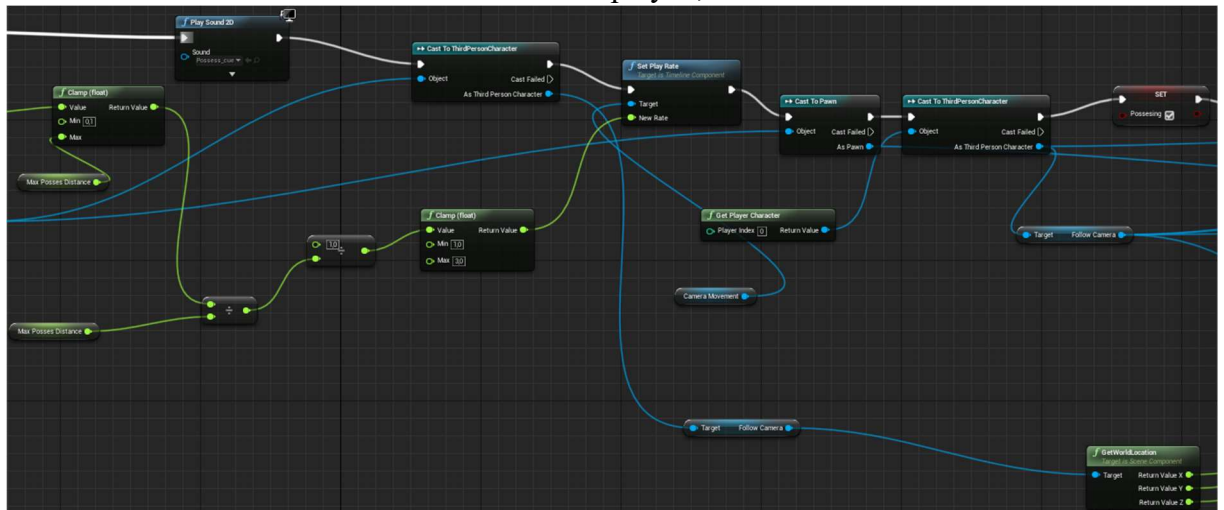 Play Sound 2D
Sound
Possess_cue
Clamp (float)
Value Return Value
Min 0,1
Max
Max Posses Distance
Cast To ThirdPersonCharacter
Object Cast Failed
As Third Person Character
Set Play Rate
Target is Timeline Component
Target
New Rate
Cast To Pawn
Object Cast Failed
As Pawn
Cast To ThirdPersonCharacter
Object Cast Failed
As Third Person Character
SET
Possesing
Clamp (float)
Value Return Value
Min 1,0
Max 3,0
1,0
÷
÷
Max Posses Distance
Get Player Character
Player Index 0 Return Value
Camera Movement
Target Follow Camera
Target Follow Camera
GetWorldLocation
Target is Scene Component
Target Return Value X
Return Value Y
Return Value Z